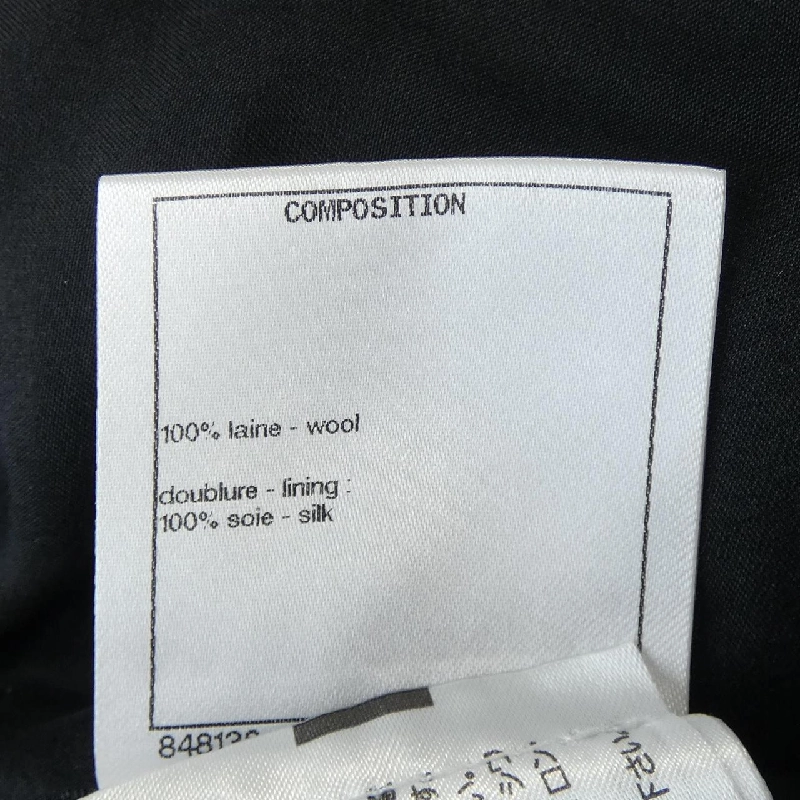 COMPOSITION
100% laine - wool
doublure - lining :
100% soie - silk